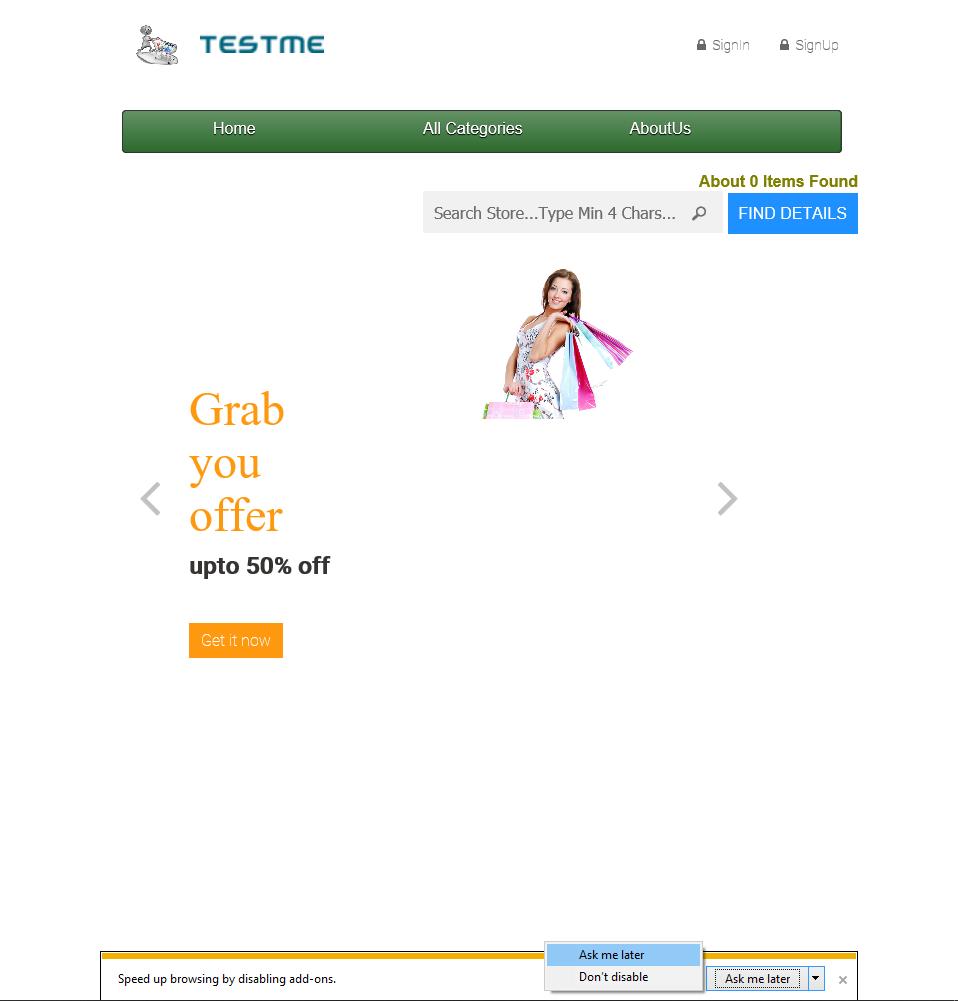 TESTME
SignIn SignUp
Home All Categories AboutUs
About 0 Items Found
Search Store...Type Min 4 Chars... FIND DETAILS
Grab
you
offer
upto 50% off
Get it now
Ask me later
Don't disable
Speed up browsing by disabling add-ons. Ask me later